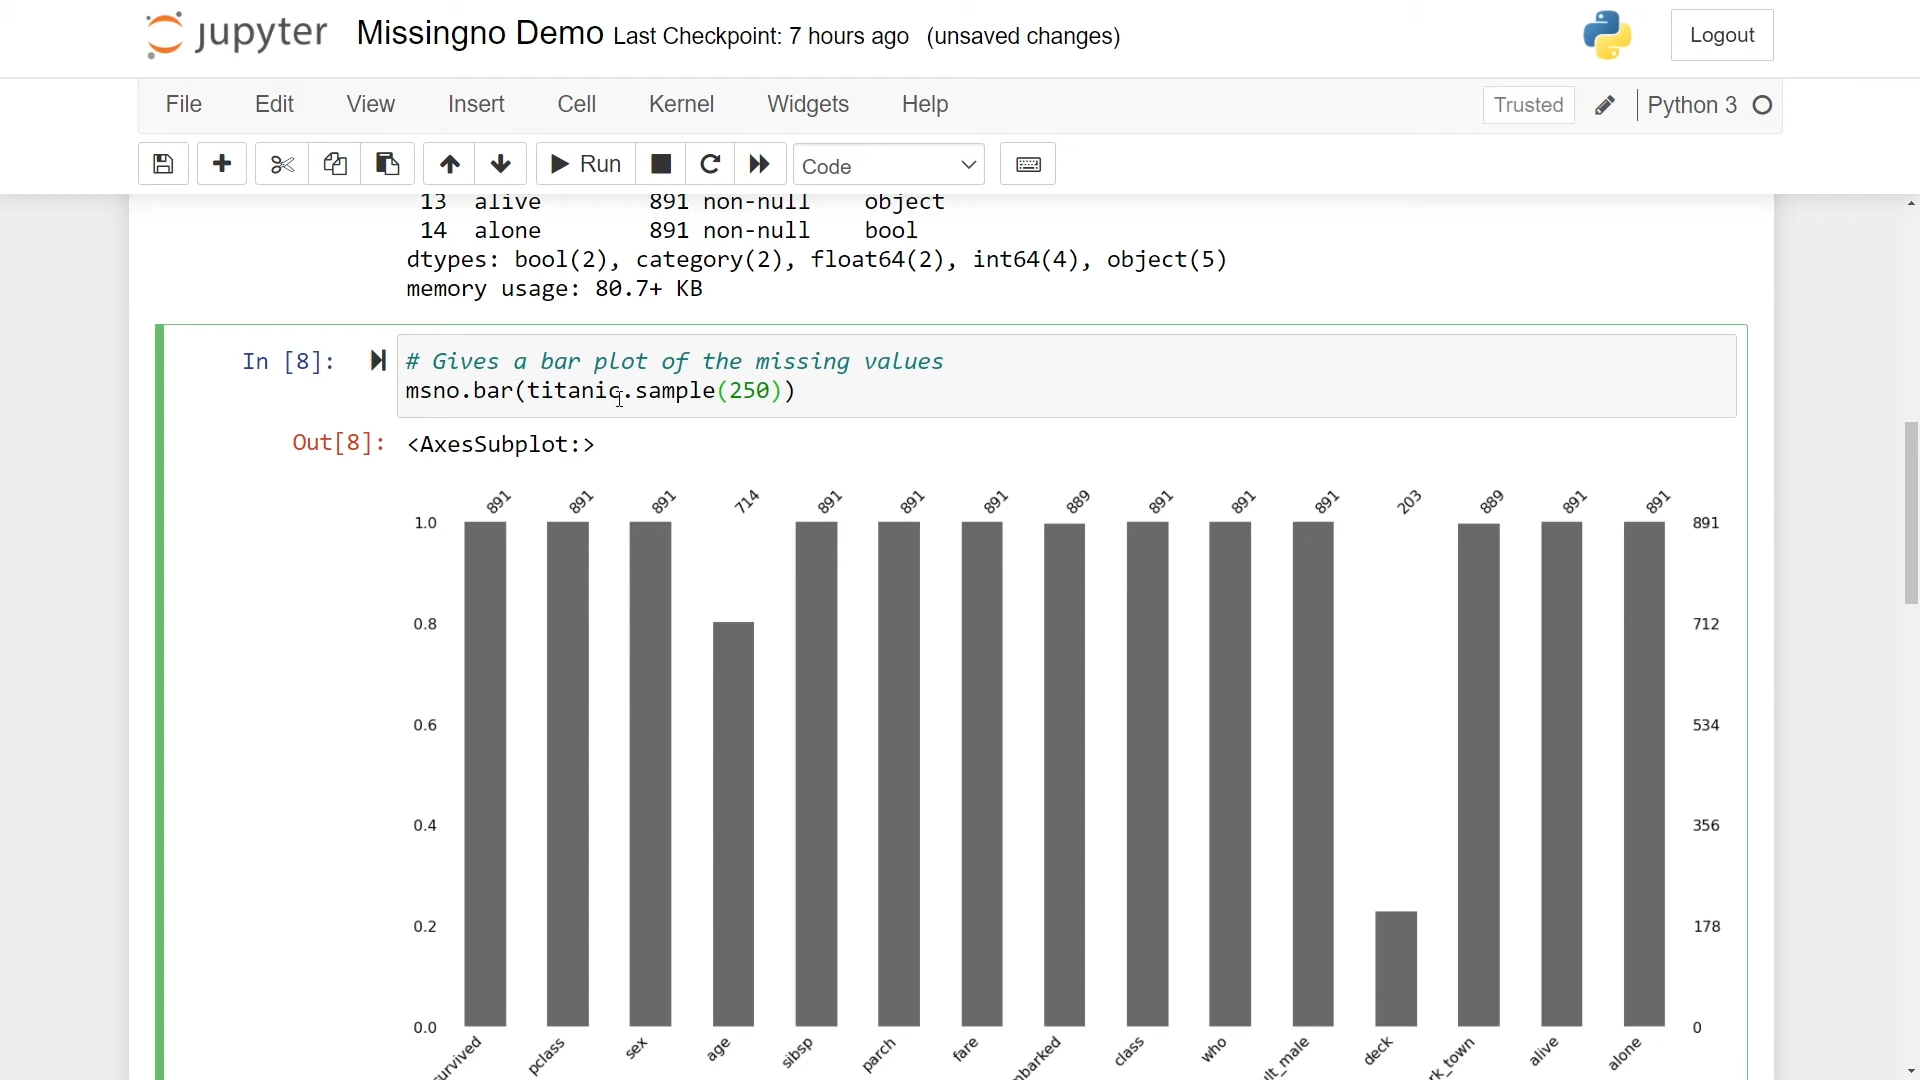 jupyter Missingno Demo Last Checkpoint: 7 hours ago (unsaved changes) Logout
File Edit View Insert Cell Kernel Widgets Help Trusted Python 3
Run Code
13 alive 891 non-null object
14 alone 891 non-null bool
dtypes: bool(2), category(2), float64(2), int64(4), object(5)
memory usage: 80.7+ KB
In [8]: # Gives a bar plot of the missing values
msno.bar(titanic.sample(250))
Out[8]: <AxesSubplot:>
891 891 891 714 891 891 891 889 891 891 891 203 889 891 891
1.0 891
0.8 712
0.6 534
0.4 356
0.2 178
0.0 0
urvived pclass sex age sibsp parch fare nbarked class who ult_male deck rk_town alive alone